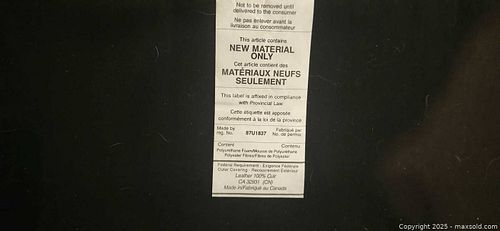 Not to be removed until
delivered to the consumer
Ne pas enlever avant la
livraison au consommateur
This article contains
NEW MATERIAL
ONLY
Cet article contient des
MATÉRIAUX NEUFS
SEULEMENT
This label is affixed in compliance
with Provincial Law
Cette étiquette est apposée
conformément à la loi de la province
Made by Fabriqué par
reg. No. 87U1837 No. de permis
Content Contenu
Polyurethane Foam/Mousse de Polyuréthane
Polyester Fibres/Fibres de Polyester
Federal Requirement - Exigence Fédérale
Outer Covering - Recouvrement Extérieur
Leather 100% Cuir
CA 32931 (CN)
Made in/Fabriqué au Canada
Copyright © 2025 - maxsold.com